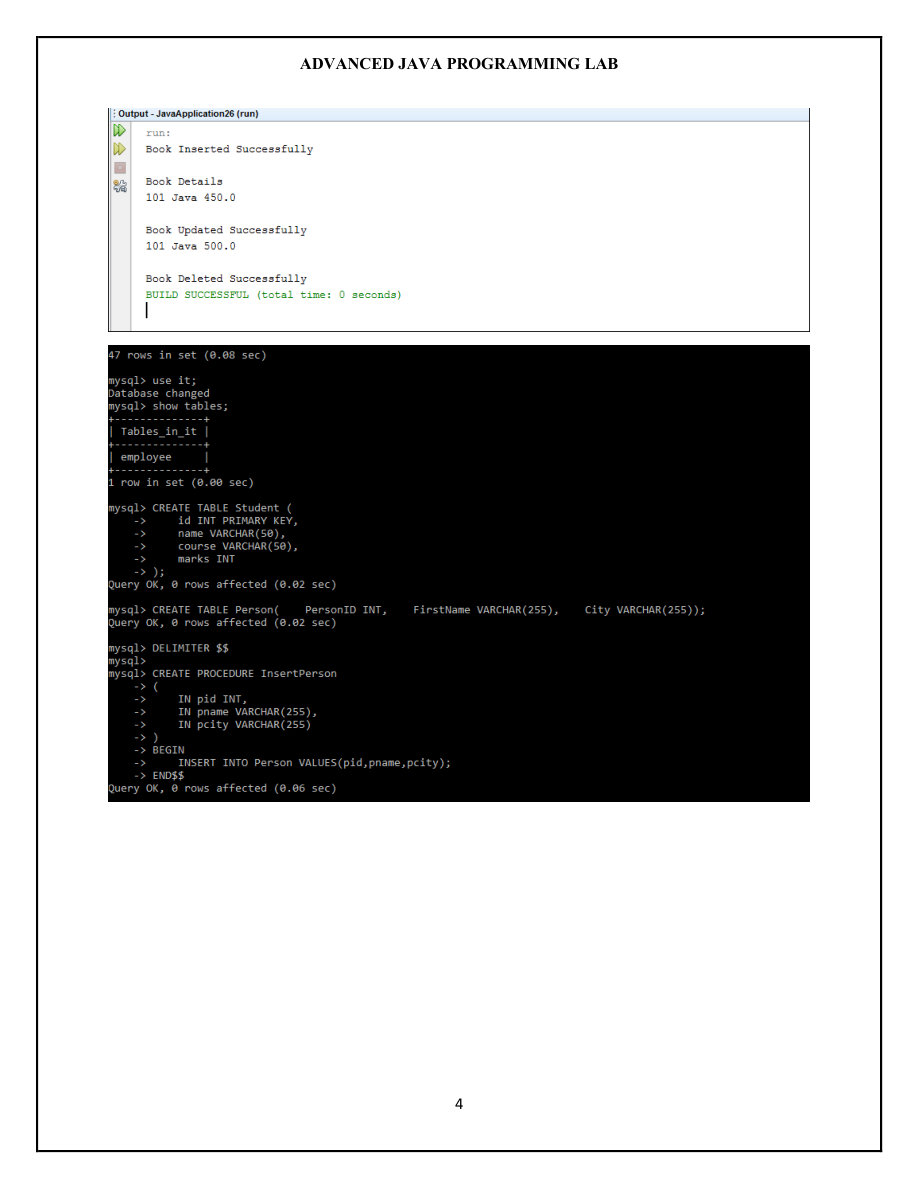 ADVANCED JAVA PROGRAMMING LAB
Output - JavaApplication26 (run)
run:
Book Inserted Successfully
Book Details
101 Java 450.0
Book Updated Successfully
101 Java 500.0
Book Deleted Successfully
BUILD SUCCESSFUL (total time: 0 seconds)
47 rows in set (0.08 sec)
mysql> use it;
Database changed
mysql> show tables;
+--------------+
| Tables_in_it |
+--------------+
| employee     |
+--------------+
1 row in set (0.00 sec)
mysql> CREATE TABLE Student (
    ->     id INT PRIMARY KEY,
    ->     name VARCHAR(50),
    ->     course VARCHAR(50),
    ->     marks INT
    -> );
Query OK, 0 rows affected (0.02 sec)
mysql> CREATE TABLE Person(    PersonID INT,    FirstName VARCHAR(255),    City VARCHAR(255));
Query OK, 0 rows affected (0.02 sec)
mysql> DELIMITER $$
mysql>
mysql> CREATE PROCEDURE InsertPerson
    -> (
    ->     IN pid INT,
    ->     IN pname VARCHAR(255),
    ->     IN pcity VARCHAR(255)
    -> )
    -> BEGIN
    ->     INSERT INTO Person VALUES(pid,pname,pcity);
    -> END$$
Query OK, 0 rows affected (0.06 sec)
4